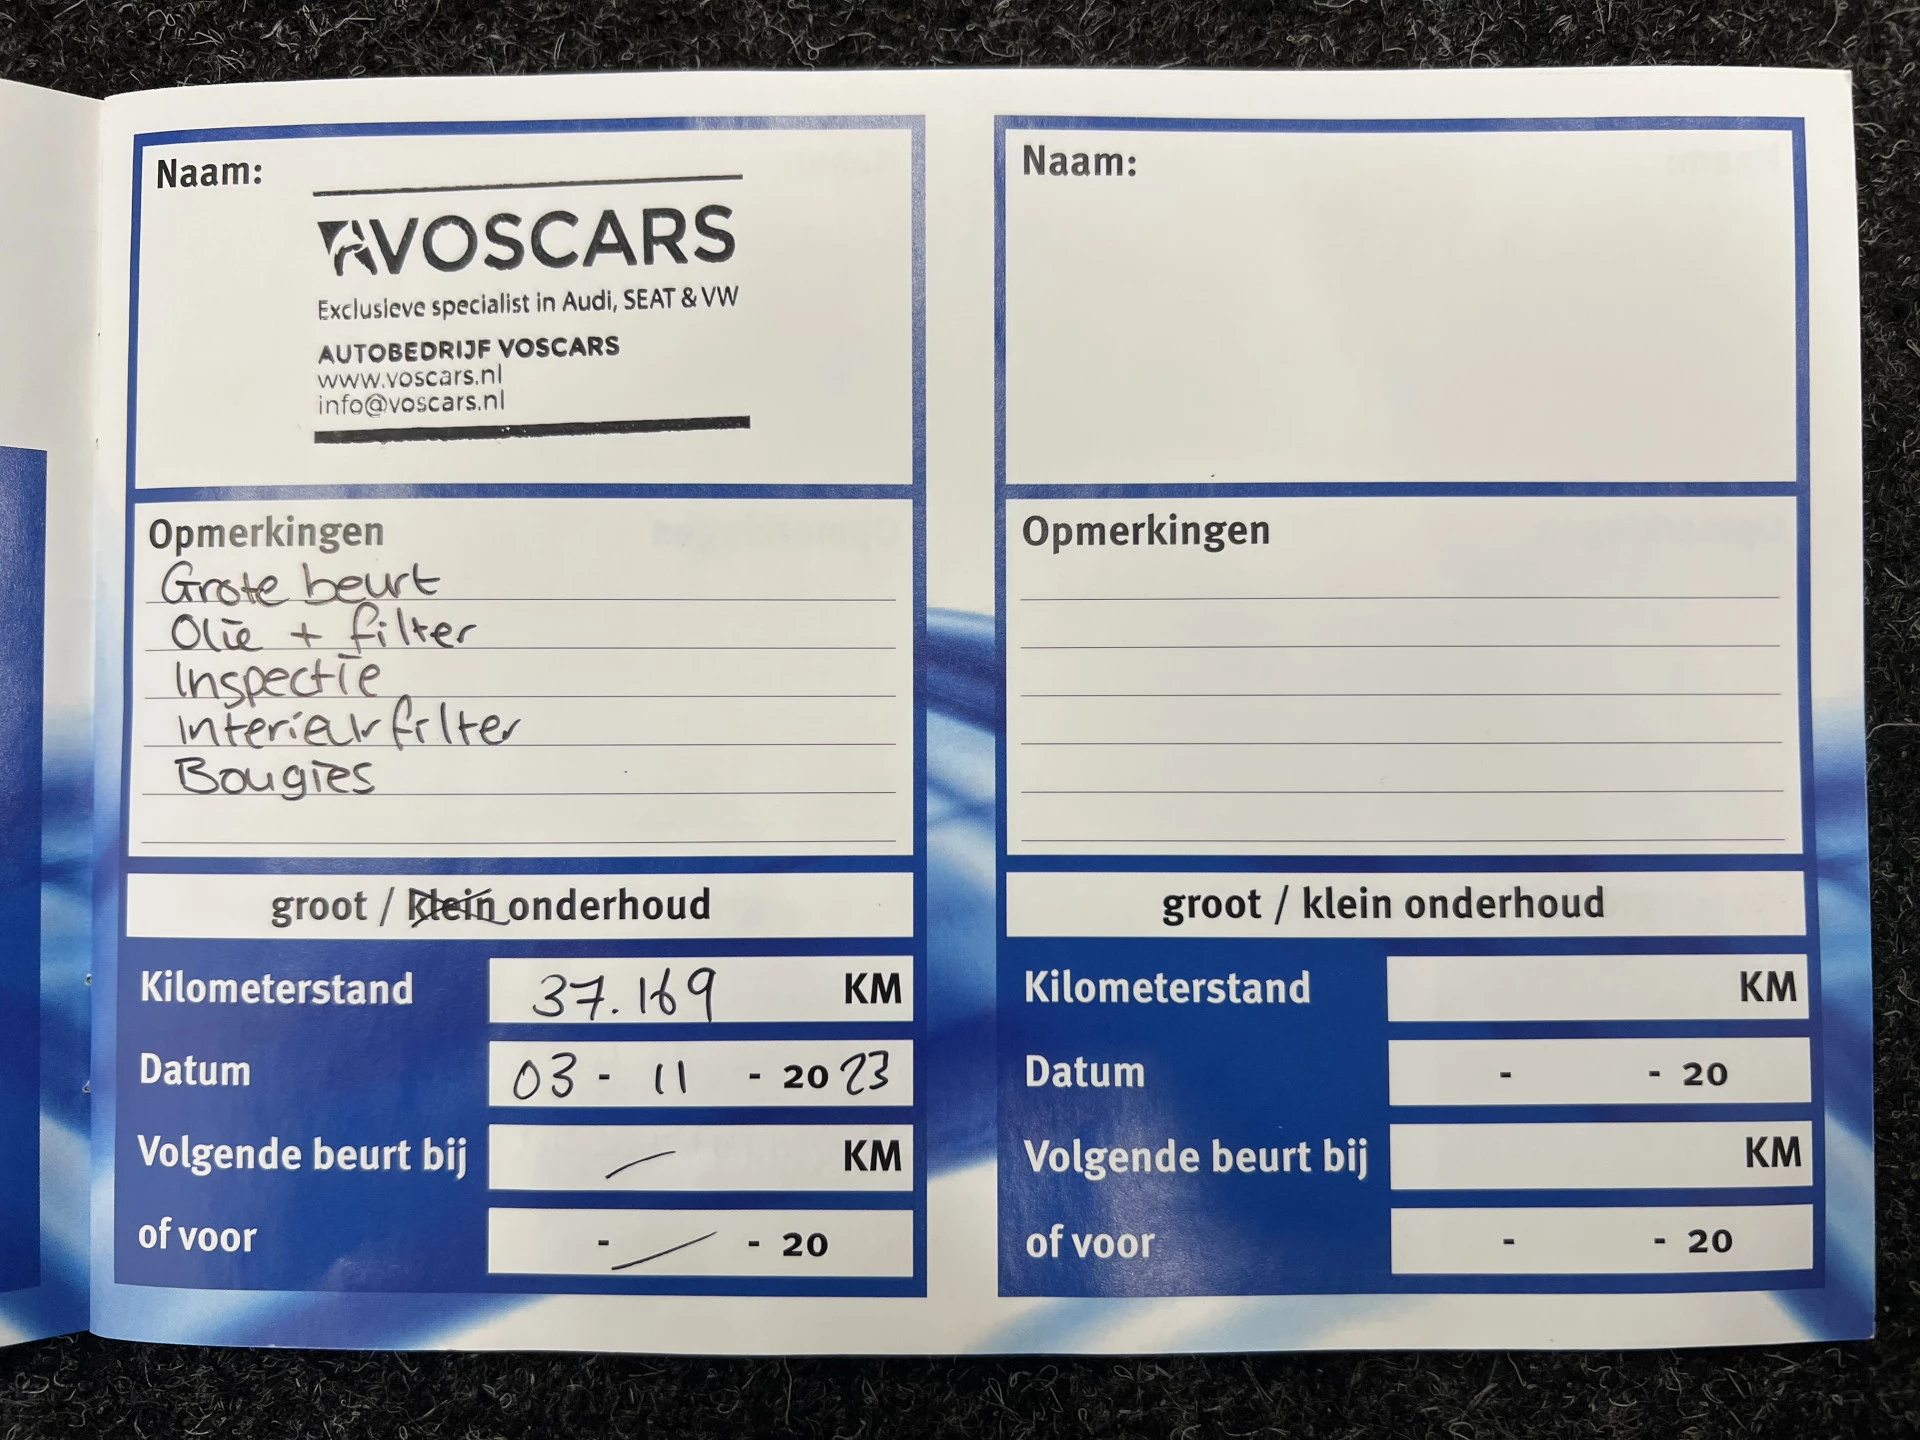 Naam:
VOSCARS
Exclusieve specialist in Audi, SEAT & VW
AUTOBEDRIJF VOSCARS
www.voscars.nl
info@voscars.nl
Opmerkingen
Grote beurt
Olie + filter
Inspectie
Interieurfilter
Bougies
groot / klein onderhoud
Kilometerstand 37.169 KM
Datum 03 - 11 - 20 23
Volgende beurt bij KM
of voor - - 20
Naam:
Opmerkingen
groot / klein onderhoud
Kilometerstand KM
Datum - - 20
Volgende beurt bij KM
of voor - - 20